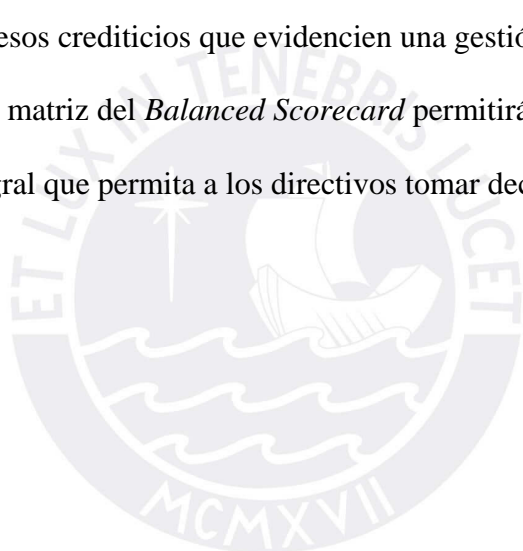 esos crediticios que evidencien una gestió
matriz del Balanced Scorecard permitirá
gral que permita a los directivos tomar dec
ET LUX IN TENEBRIS LUCET
MCMXVII